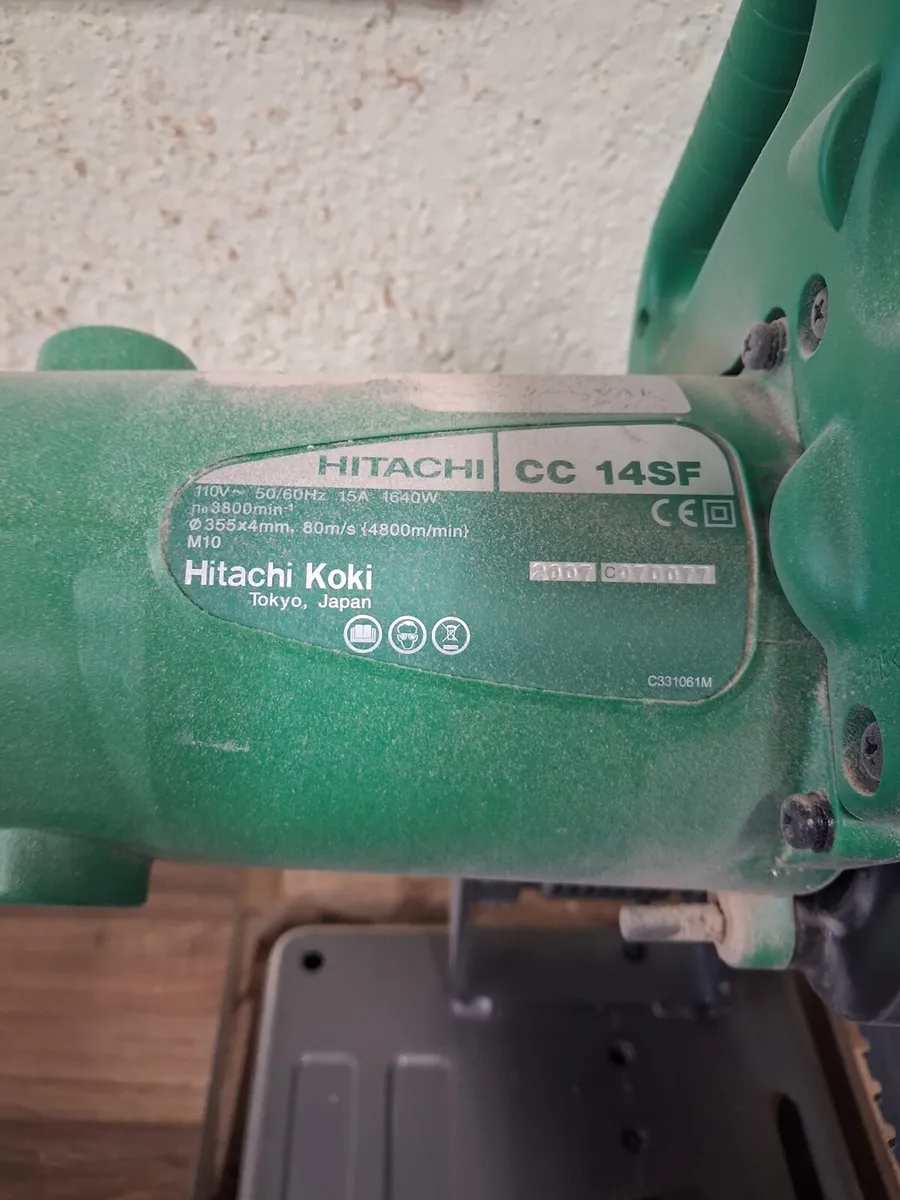 HITACHI CC 14SF
110V~ 50/60Hz 15A 1640W
n₀3800min⁻¹
Ø355x4mm, 80m/s {4800m/min}
M10
CE
Hitachi Koki
Tokyo, Japan
2007 C070077
C331061M